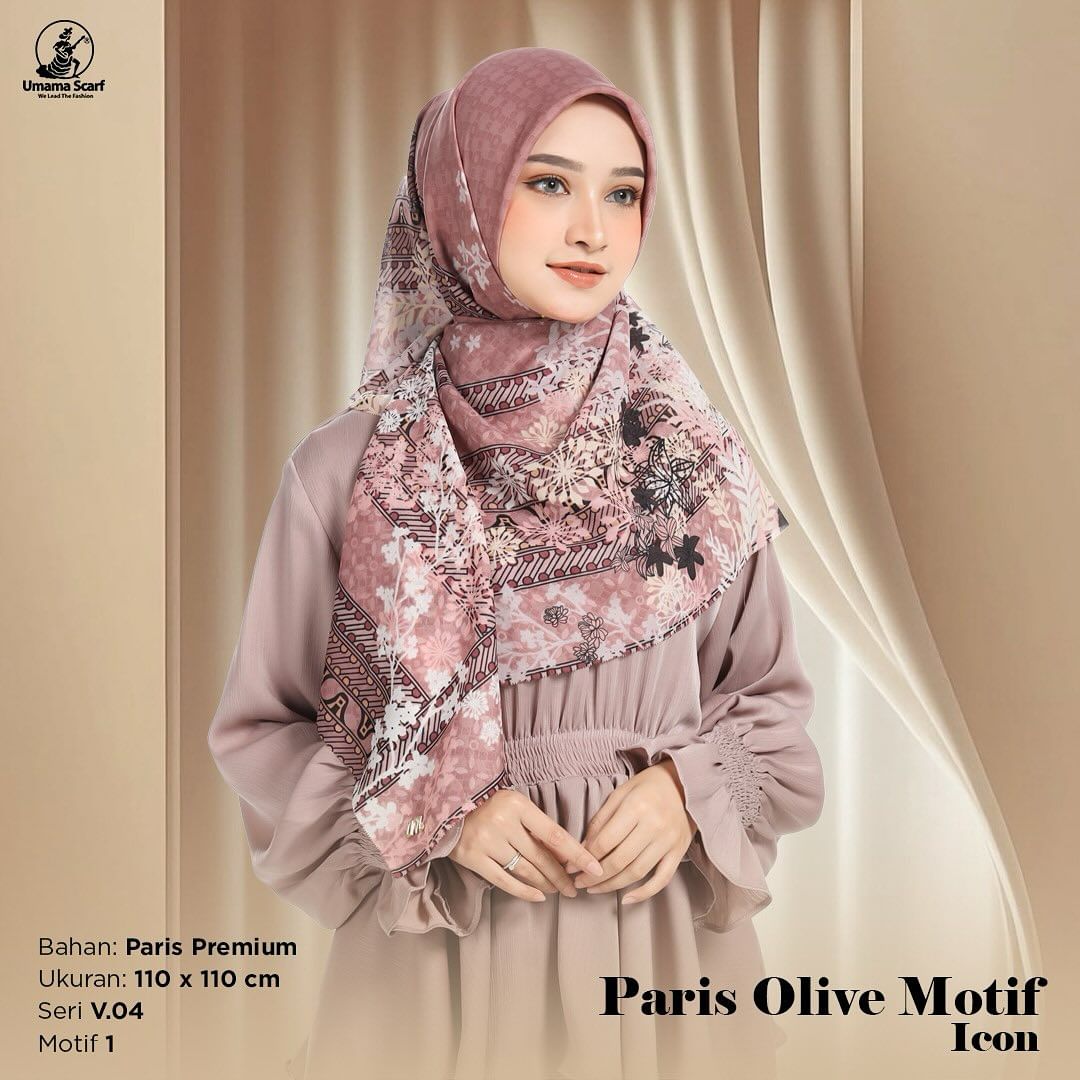 Umama Scarf
We Lead The Fashion
Bahan: Paris Premium
Ukuran: 110 x 110 cm
Seri V.04
Motif 1
Paris Olive Motif
Icon